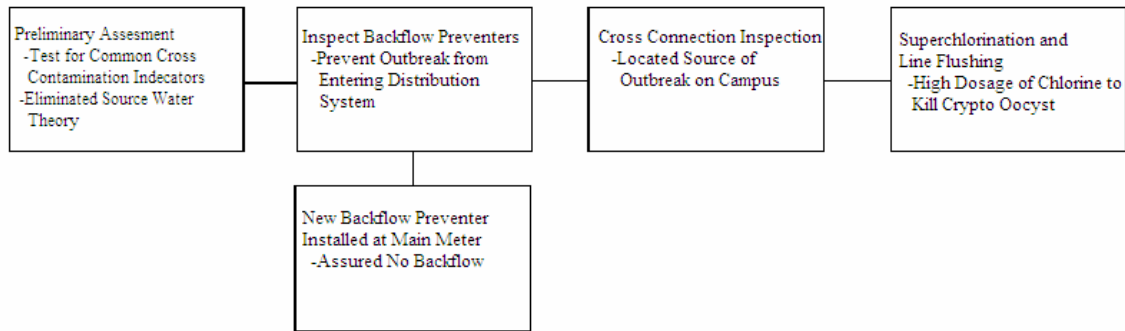 Preliminary Assesment
-Test for Common Cross
Contamination Indecators
-Eliminated Source Water
Theory
Inspect Backflow Preventers
-Prevent Outbreak from
Entering Distribution
System
Cross Connection Inspection
-Located Source of
Outbreak on Campus
Superchlorination and
Line Flushing
-High Dosage of Chlorine to
Kill Crypto Oocyst
New Backflow Preventer
Installed at Main Meter
-Assured No Backflow